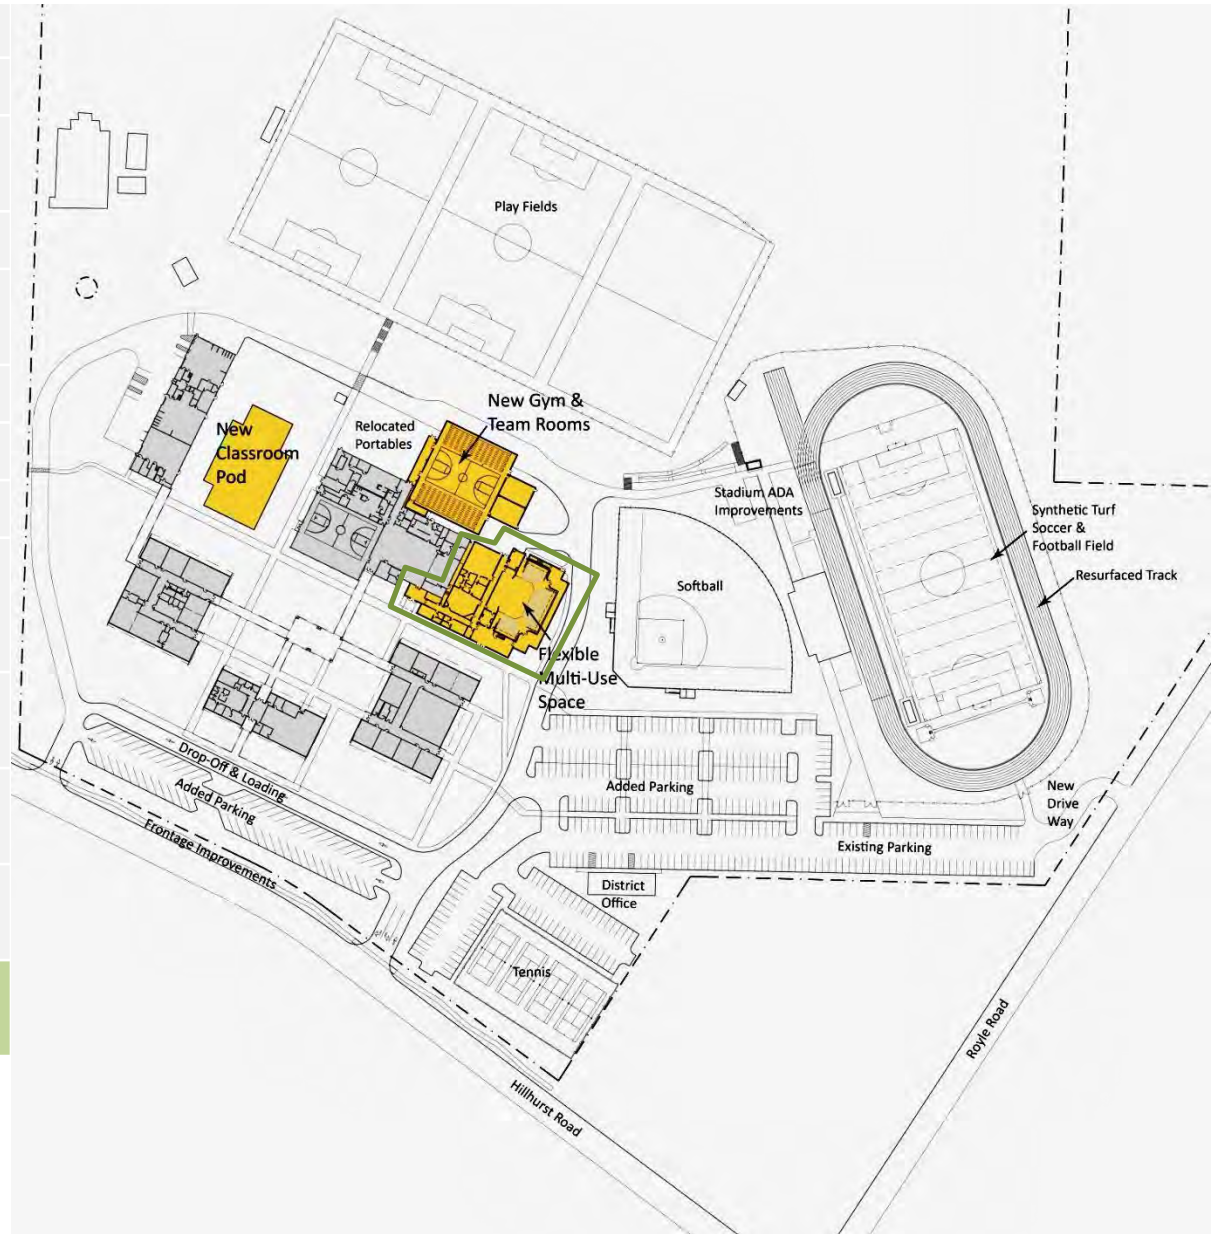 Play Fields
New Gym &
Team Rooms
Relocated
Portables
New
Classroom
Pod
Stadium ADA
Improvements
Synthetic Turf
Soccer &
Football Field
Resurfaced Track
Softball
Flexible
Multi-Use
Space
Drop-Off & Loading
Added Parking
Frontage Improvements
Added Parking
New
Drive
Way
Existing Parking
District
Office
Tennis
Royle Road
Hillhurst Road